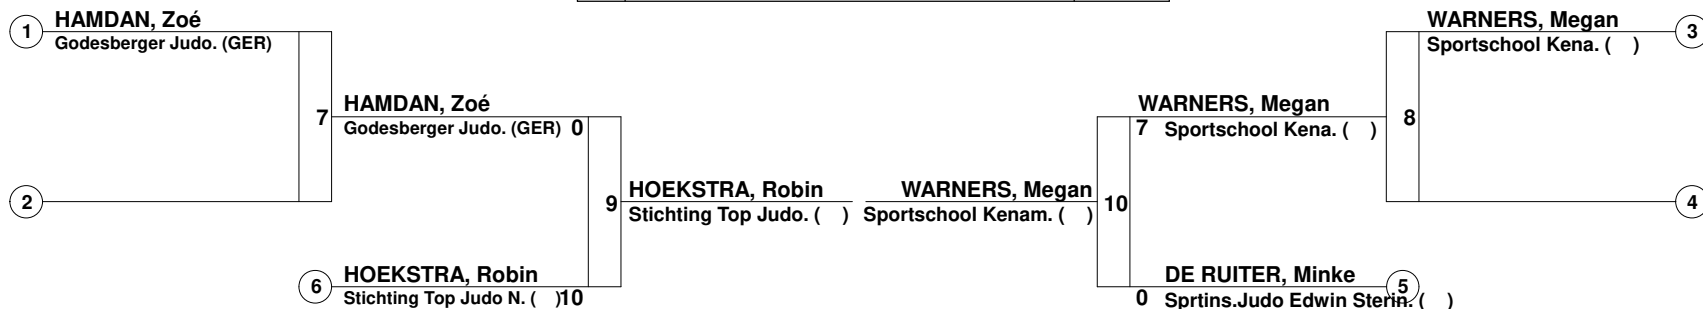 1
HAMDAN, Zoé
Godesberger Judo. (GER)
2
7
HAMDAN, Zoé
Godesberger Judo. (GER) 0
6
HOEKSTRA, Robin
Stichting Top Judo N. ( )10
9
HOEKSTRA, Robin
Stichting Top Judo. ( )
WARNERS, Megan
Sportschool Kenam. ( )
10
WARNERS, Megan
7 Sportschool Kena. ( )
DE RUITER, Minke
0 Sprtins.Judo Edwin Sterin. ( )
5
8
WARNERS, Megan
Sportschool Kena. ( )
3
4